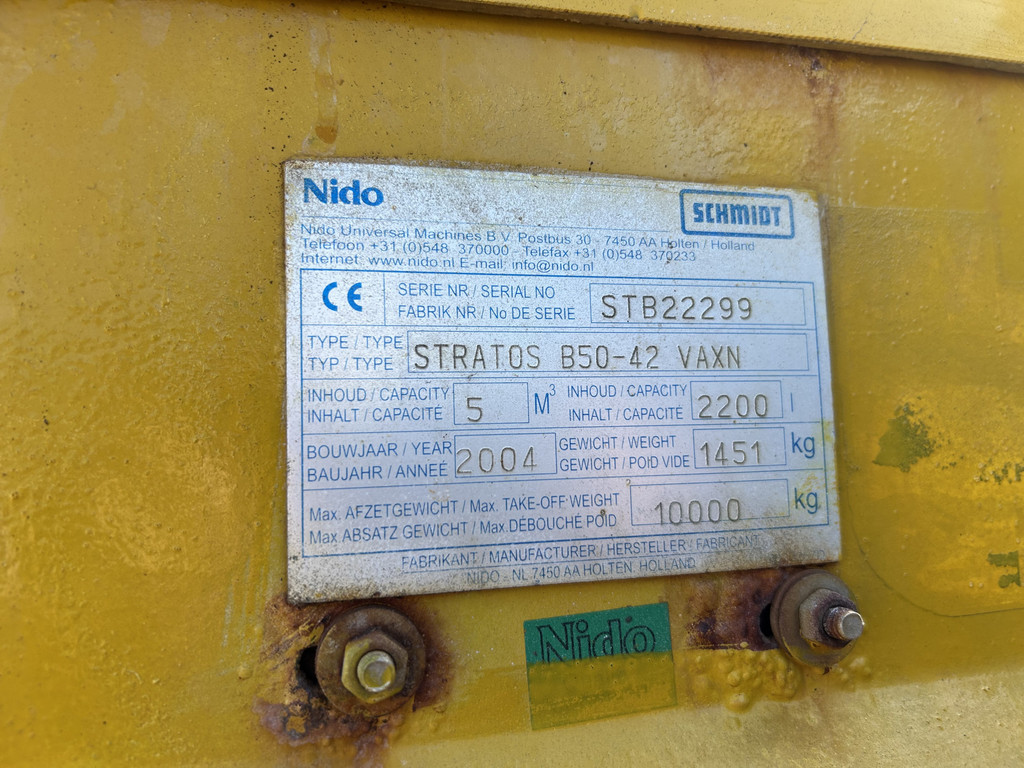 Nido
SCHMIDT
Nido Universal Machines B.V. Postbus 30 - 7450 AA Holten / Holland
Telefoon +31 (0)548 370000 - Telefax +31 (0)548 370233
Internet: www.nido.nl E-mail: info@nido.nl
CE
SERIE NR / SERIAL NO
FABRIK NR / No DE SERIE
STB22299
TYPE / TYPE
TYP / TYPE
STRATOS B50-42 VAXN
INHOUD / CAPACITY
INHALT / CAPACITÉ
5 M³
INHOUD / CAPACITY
INHALT / CAPACITÉ
2200 l
BOUWJAAR / YEAR
BAUJAHR / ANNEÉ
2004
GEWICHT / WEIGHT
GEWICHT / POID VIDE
1451 kg
Max. AFZETGEWICHT / Max. TAKE-OFF WEIGHT
Max. ABSATZ GEWICHT / Max. DÉBOUCHÉ POID
10000 kg
FABRIKANT / MANUFACTURER / HERSTELLER - FABRICANT
NIDO - NL 7450 AA HOLTEN, HOLLAND
Nido